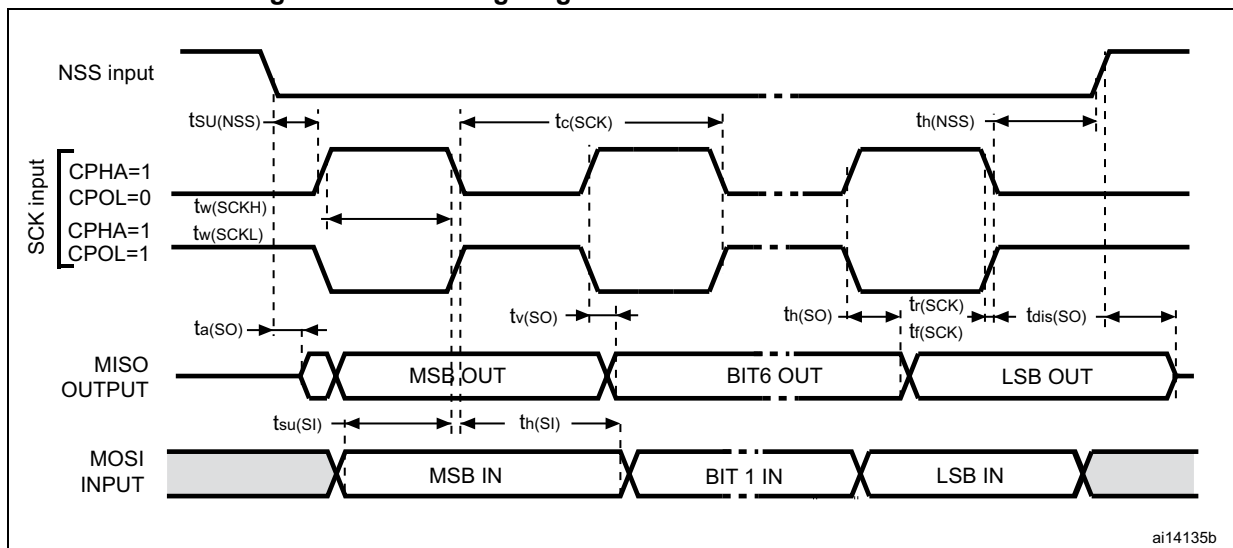 NSS input
tSU(NSS)
tc(SCK)
th(NSS)
SCK input
CPHA=1
CPOL=0
tw(SCKH)
CPHA=1
tw(SCKL)
CPOL=1
ta(SO)
tv(SO)
th(SO)
tr(SCK)
tf(SCK)
tdis(SO)
MISO
OUTPUT
MSB OUT
BIT6 OUT
LSB OUT
tsu(SI)
th(SI)
MOSI
INPUT
MSB IN
BIT 1 IN
LSB IN
ai14135b